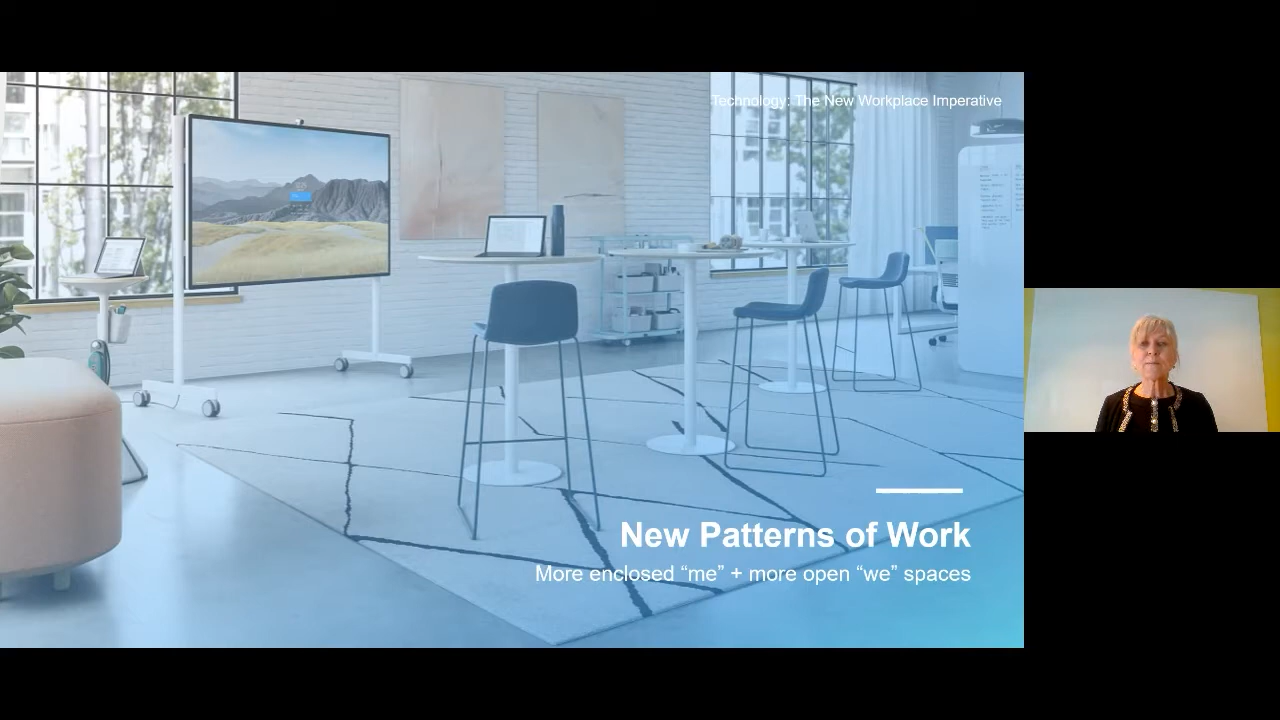 Technology: The New Workplace Imperative
New Patterns of Work
More enclosed “me” + more open “we” spaces